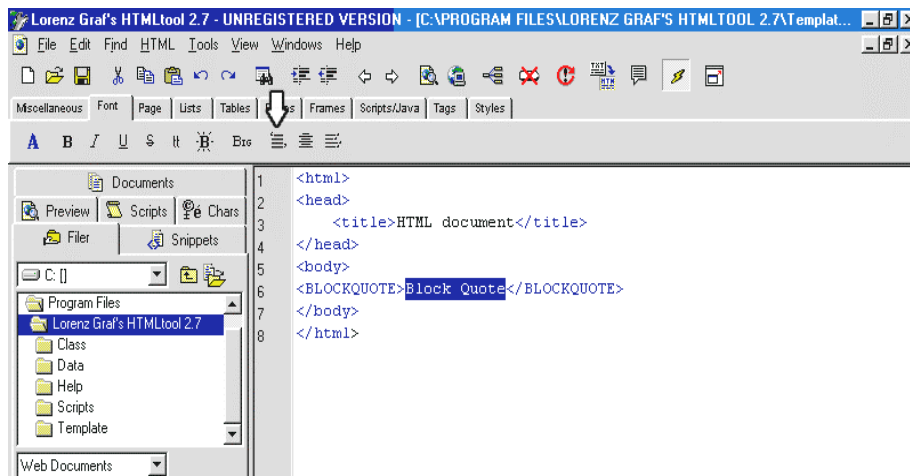 Lorenz Graf's HTMLtool 2.7 - UNREGISTERED VERSION - [C:\PROGRAM FILES\LORENZ GRAF'S HTMLTOOL 2.7\Templat...
File Edit Find HTML Tools View Windows Help
Miscellaneous Font Page Lists Tables Frames Scripts/Java Tags Styles
A B I U S tt B BIG
Documents
Preview Scripts Pé Chars
Filer Snippets
C: []
Program Files
Lorenz Graf's HTMLtool 2.7
Class
Data
Help
Scripts
Template
Web Documents
1 <html>
2 <head>
3 <title>HTML document</title>
4 </head>
5 <body>
6 <BLOCKQUOTE>Block Quote</BLOCKQUOTE>
7 </body>
8 </html>